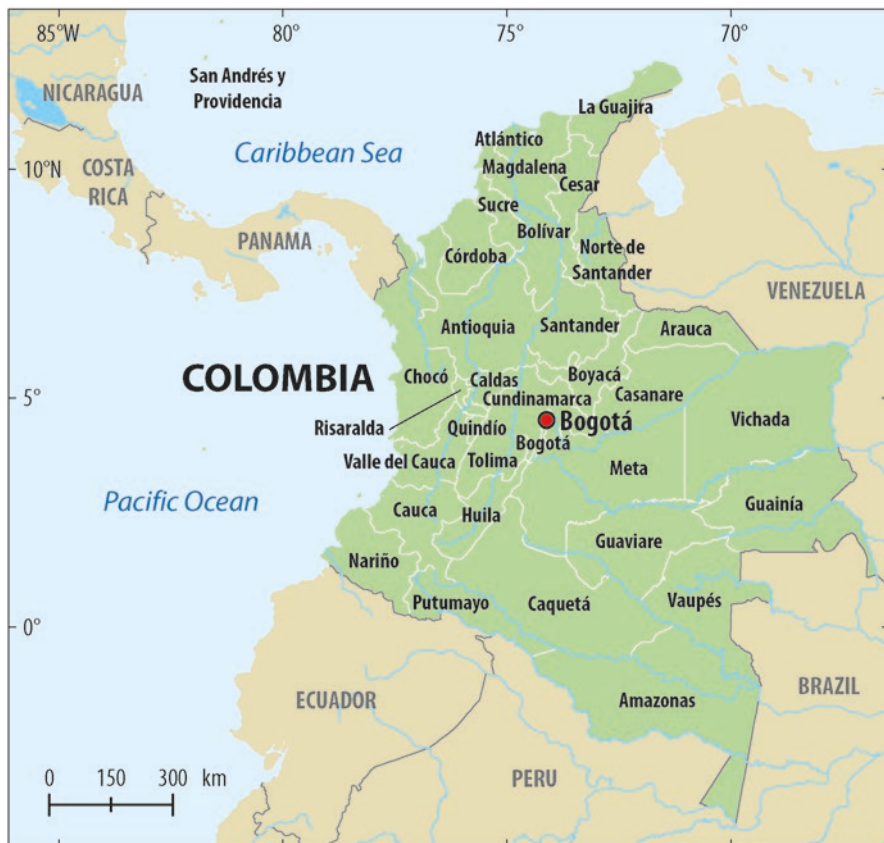 85°W
80°
75°
70°
San Andrés y
Providencia
NICARAGUA
La Guajira
Caribbean Sea
Atlántico
10°N
COSTA
RICA
Magdalena
Cesar
Sucre
Bolívar
PANAMA
Córdoba
Norte de
Santander
VENEZUELA
Antioquia
Santander
Arauca
COLOMBIA
Chocó
Caldas
Boyacá
Casanare
5°
Cundinamarca
Risaralda
Quindío
Bogotá
Bogotá
Vichada
Valle del Cauca
Tolima
Meta
Pacific Ocean
Cauca
Huila
Guainía
Nariño
Guaviare
Putumayo
Caquetá
Vaupés
0°
ECUADOR
Amazonas
BRAZIL
PERU
0 150 300 km